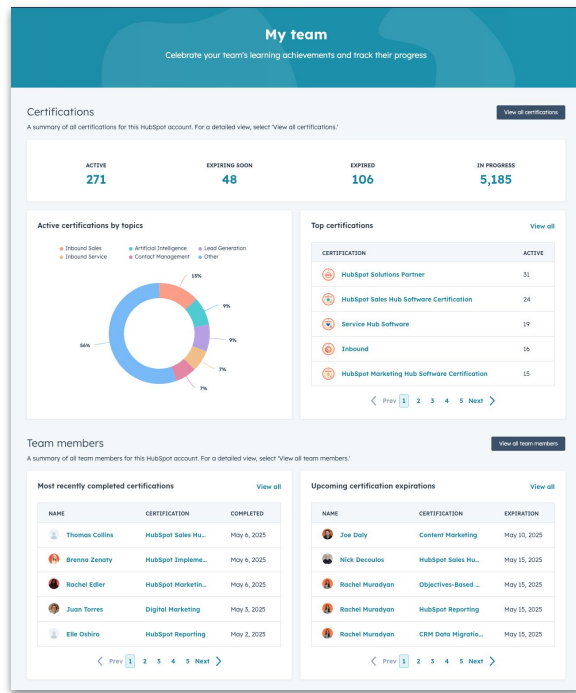 My team
Celebrate your team's learning achievements and track their progress
Certifications
View all certifications
A summary of all certifications for this HubSpot account. For a detailed view, select 'View all certifications.'
ACTIVE
271
EXPIRING SOON
48
EXPIRED
106
IN PROGRESS
5,185
Active certifications by topics
Inbound Sales
Artificial Intelligence
Lead Generation
Inbound Service
Contact Management
Other
13%
9%
9%
7%
7%
56%
Top certifications
View all
CERTIFICATION ACTIVE
HubSpot Solutions Partner 31
HubSpot Sales Hub Software Certification 24
Service Hub Software 19
Inbound 16
HubSpot Marketing Hub Software Certification 15
Prev 1 2 3 4 5 Next
Team members
View all team members
A summary of all team members for this HubSpot account. For a detailed view, select 'View all team members.'
Most recently completed certifications
View all
NAME CERTIFICATION COMPLETED
Thomas Collins HubSpot Sales Hu... May 6, 2025
Brenna Zenaty HubSpot Impleme... May 6, 2025
Rachel Edler HubSpot Marketin... May 6, 2025
Juan Torres Digital Marketing May 3, 2025
Elle Oshiro HubSpot Reporting May 2, 2025
Prev 1 2 3 4 5 Next
Upcoming certification expirations
View all
NAME CERTIFICATION EXPIRATION
Joe Daly Content Marketing May 10, 2025
Nick Decoulos HubSpot Sales Hu... May 15, 2025
Rachel Muradyan Objectives-Based ... May 15, 2025
Rachel Muradyan HubSpot Reporting May 15, 2025
Rachel Muradyan CRM Data Migratio... May 15, 2025
Prev 1 2 3 4 5 Next